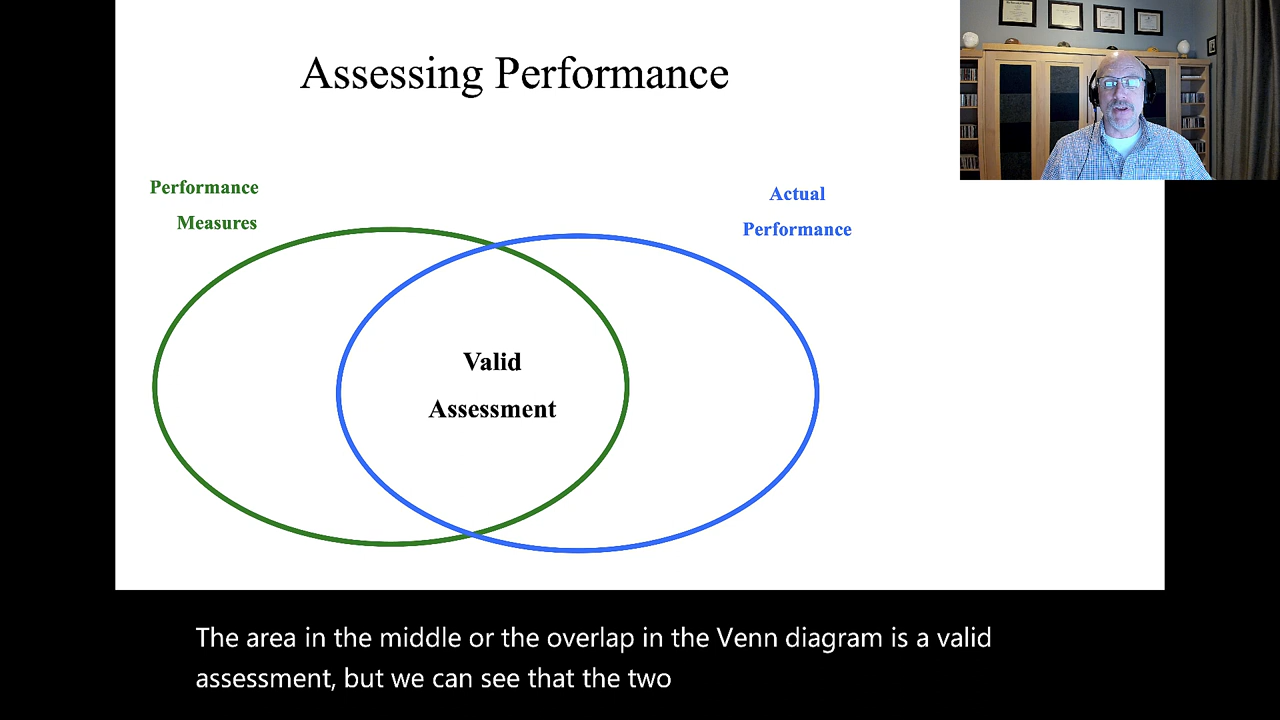 Assessing Performance
Performance
Measures
Actual
Performance
Valid
Assessment
The area in the middle or the overlap in the Venn diagram is a valid
assessment, but we can see that the two